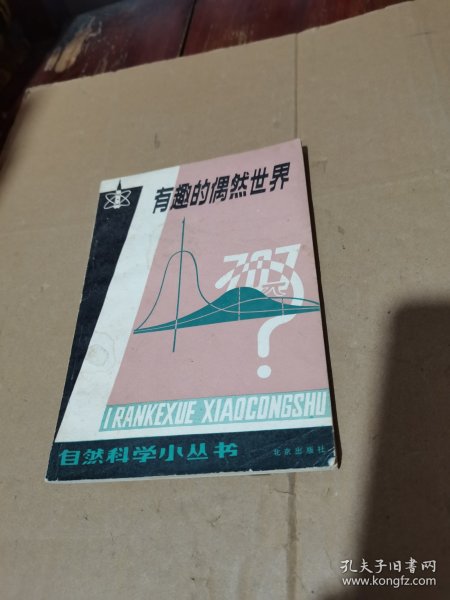 有趣的偶然世界
?
IRANKEXUE XIAOCONGSHU
自然科学小丛书
北京出版社
孔夫子旧书网
www.kongfz.com